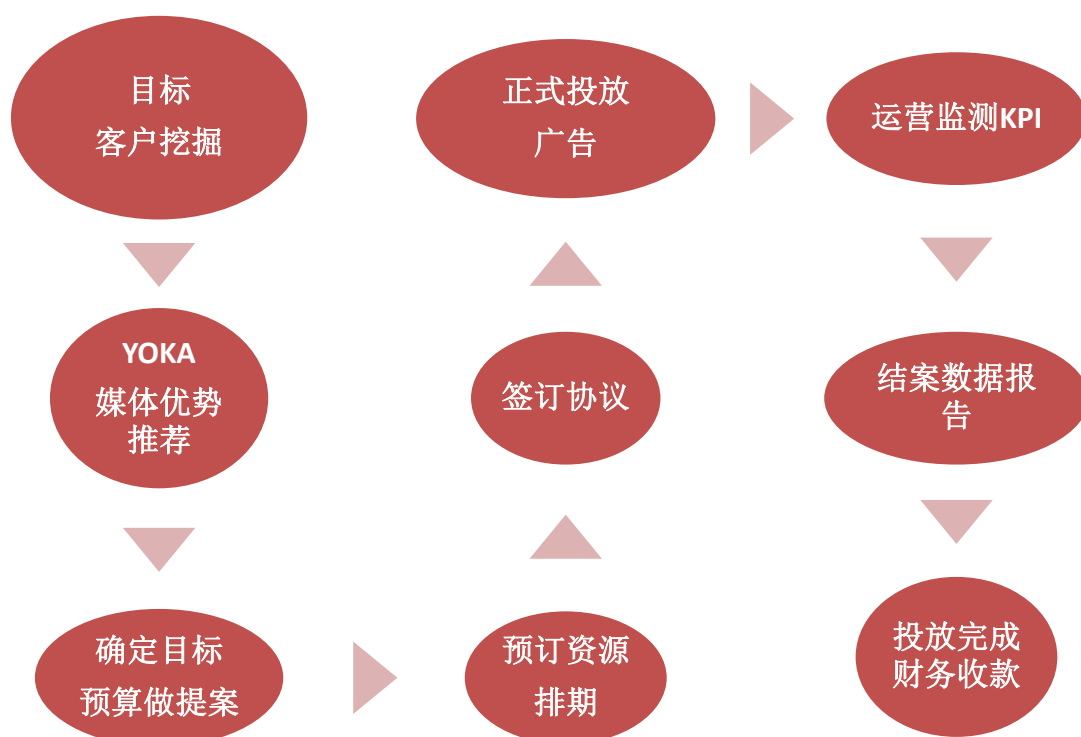 目标
客户挖掘
YOKA
媒体优势
推荐
确定目标
预算做提案
预订资源
排期
签订协议
正式投放
广告
运营监测KPI
结案数据报
告
投放完成
财务收款